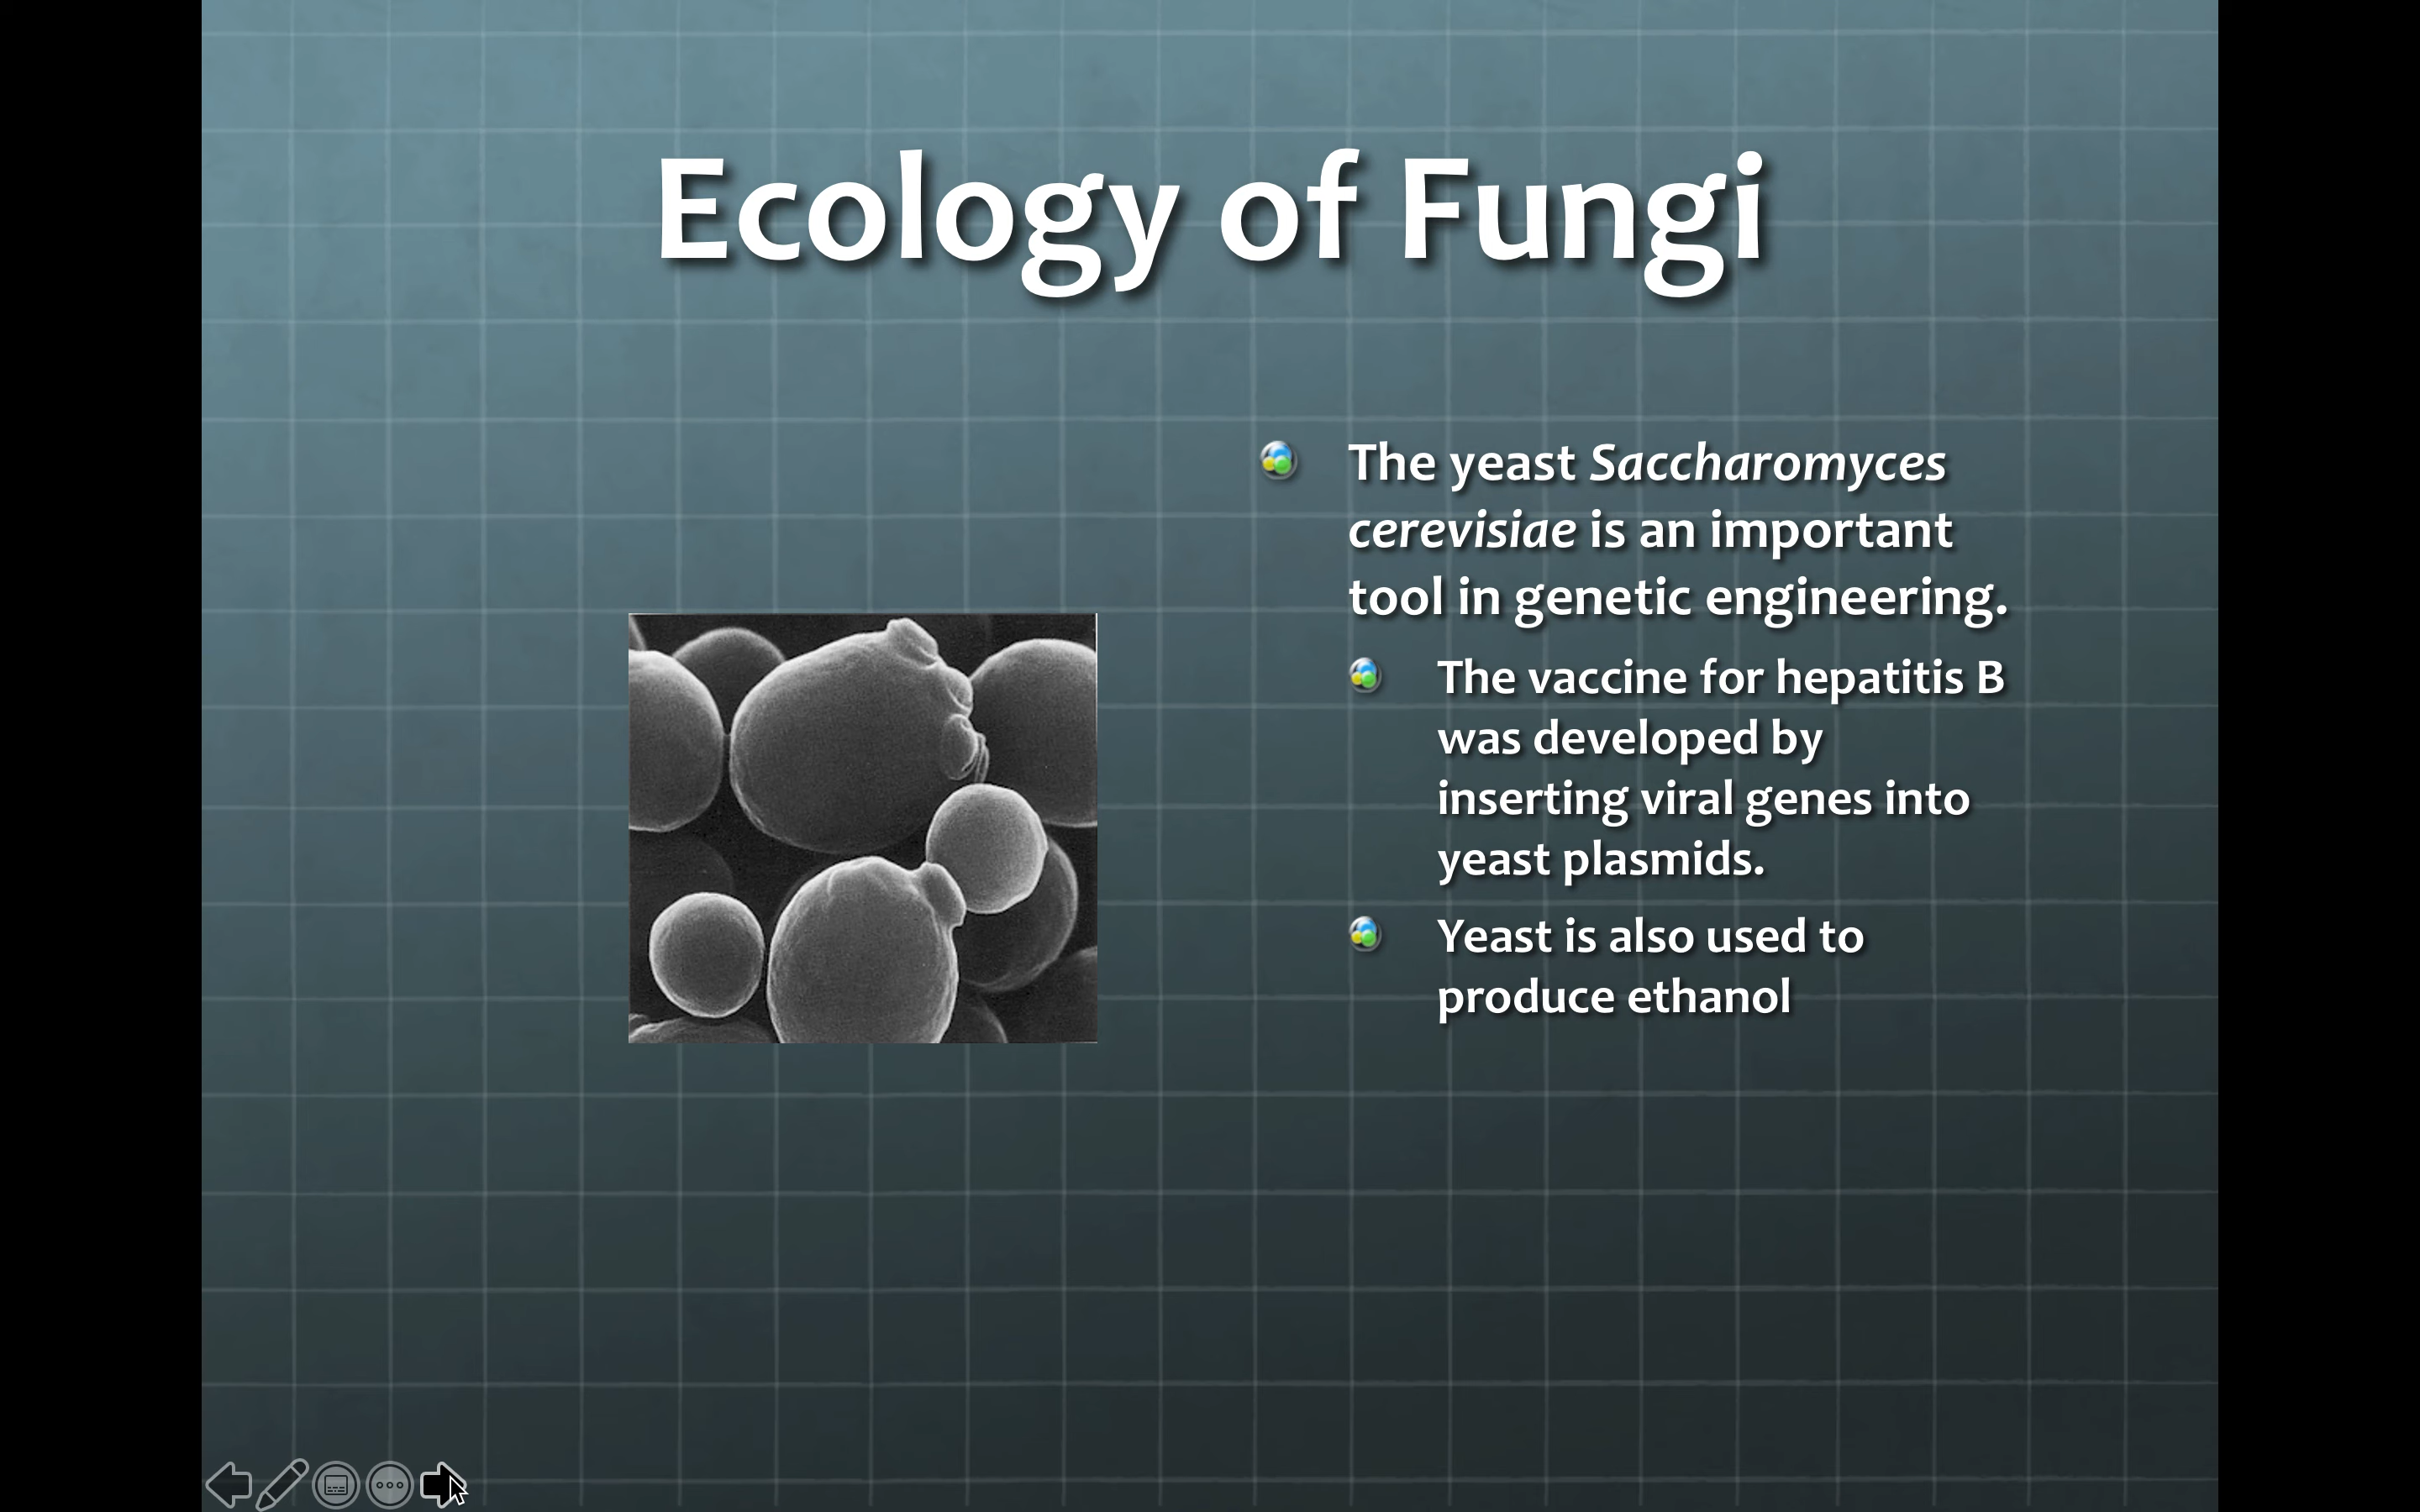 Ecology of Fungi
The yeast Saccharomyces
cerevisiae is an important
tool in genetic engineering.
The vaccine for hepatitis B
was developed by
inserting viral genes into
yeast plasmids.
Yeast is also used to
produce ethanol